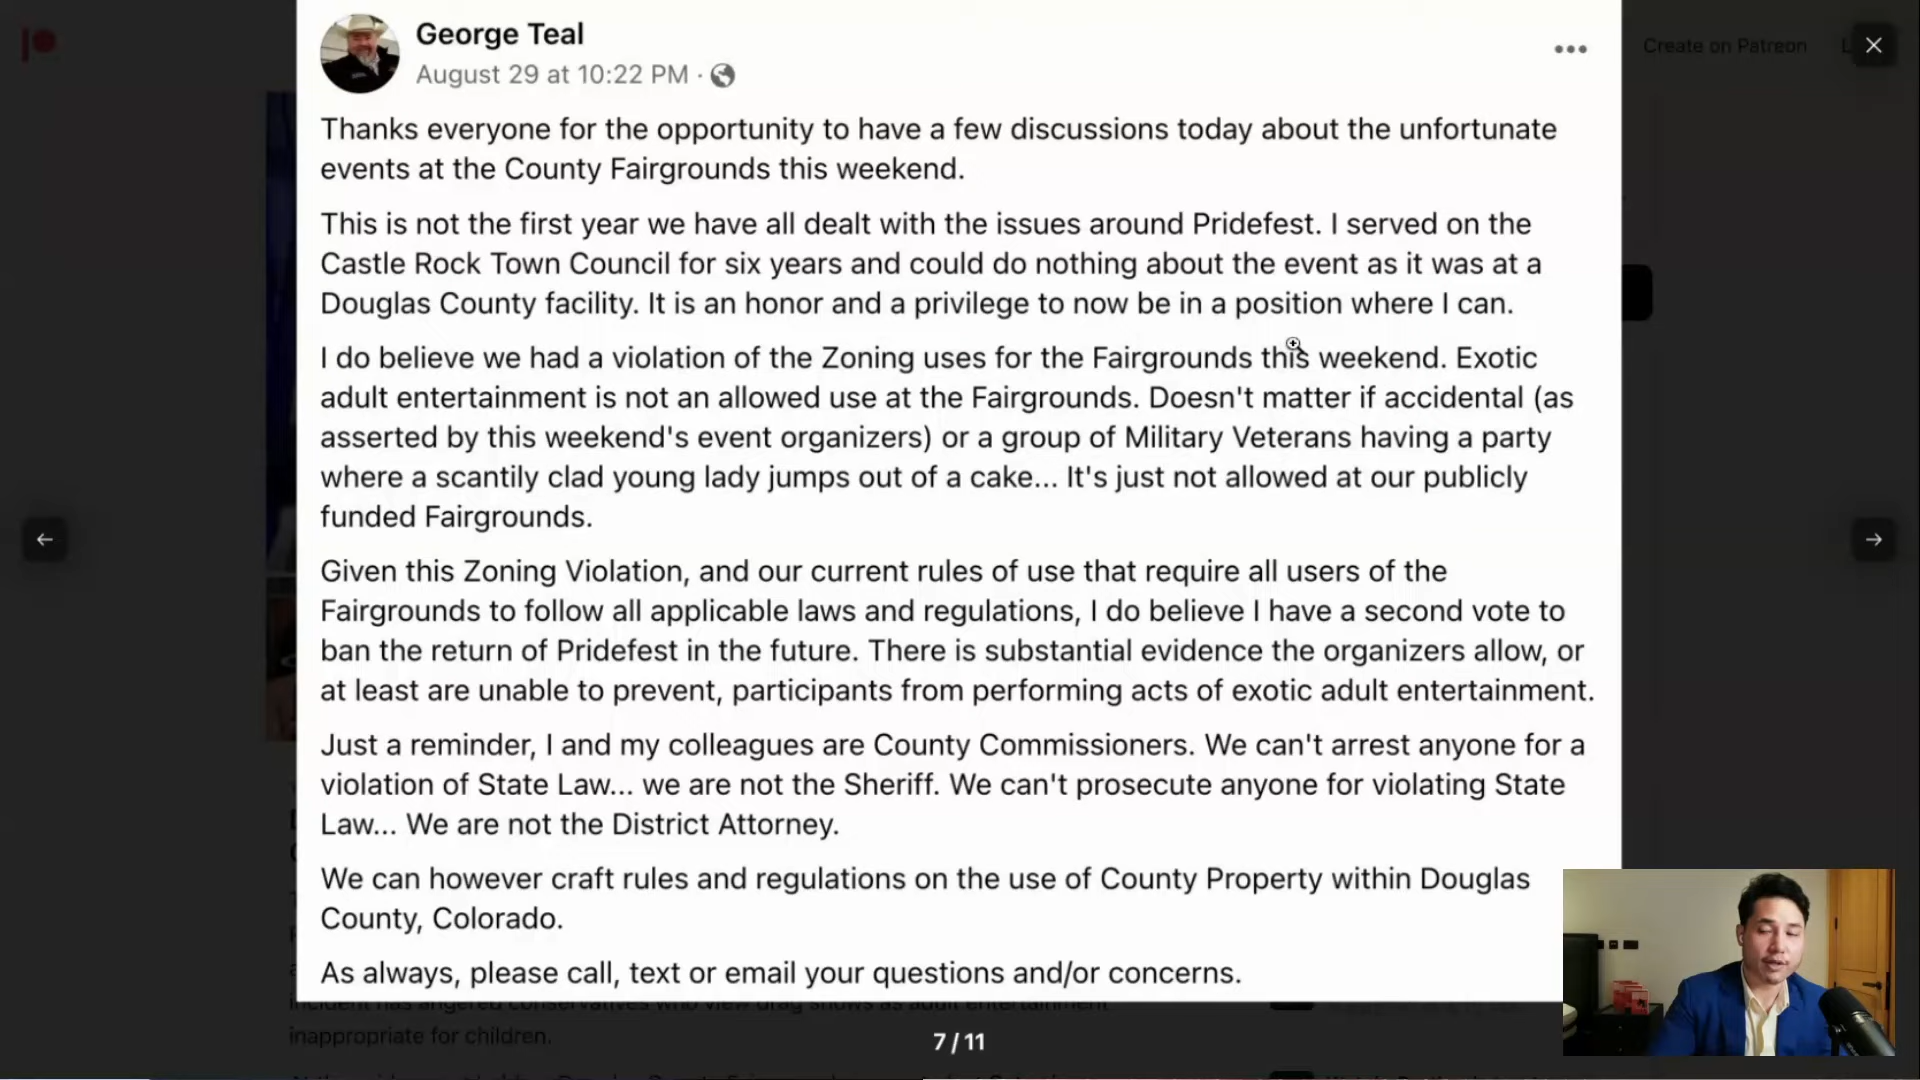 George Teal
August 29 at 10:22 PM ·
Create on Patreon
Thanks everyone for the opportunity to have a few discussions today about the unfortunate
events at the County Fairgrounds this weekend.
This is not the first year we have all dealt with the issues around Pridefest. I served on the
Castle Rock Town Council for six years and could do nothing about the event as it was at a
Douglas County facility. It is an honor and a privilege to now be in a position where I can.
I do believe we had a violation of the Zoning uses for the Fairgrounds this weekend. Exotic
adult entertainment is not an allowed use at the Fairgrounds. Doesn't matter if accidental (as
asserted by this weekend's event organizers) or a group of Military Veterans having a party
where a scantily clad young lady jumps out of a cake... It's just not allowed at our publicly
funded Fairgrounds.
Given this Zoning Violation, and our current rules of use that require all users of the
Fairgrounds to follow all applicable laws and regulations, I do believe I have a second vote to
ban the return of Pridefest in the future. There is substantial evidence the organizers allow, or
at least are unable to prevent, participants from performing acts of exotic adult entertainment.
Just a reminder, I and my colleagues are County Commissioners. We can't arrest anyone for a
violation of State Law... we are not the Sheriff. We can't prosecute anyone for violating State
Law... We are not the District Attorney.
We can however craft rules and regulations on the use of County Property within Douglas
County, Colorado.
As always, please call, text or email your questions and/or concerns.
incident has angered conservatives who view drag shows as adult entertainment
inappropriate for children.
7 / 11